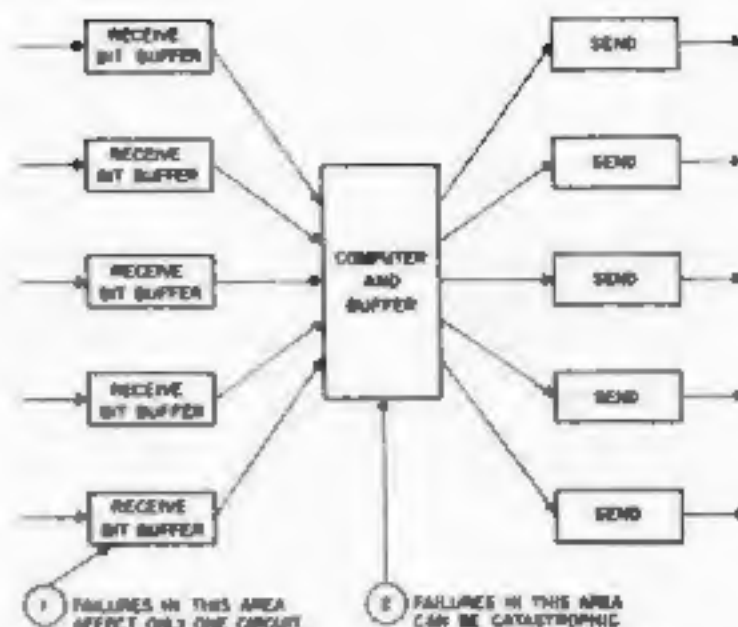 RECEIVE
BIT BUFFER
SEND
RECEIVE
BIT BUFFER
SEND
RECEIVE
BIT BUFFER
COMPUTER
AND
BUFFER
SEND
RECEIVE
BIT BUFFER
SEND
RECEIVE
BIT BUFFER
SEND
1 FAILURES IN THIS AREA
AFFECT ONLY ONE CIRCUIT
2 FAILURES IN THIS AREA
CAN BE CATASTROPHIC